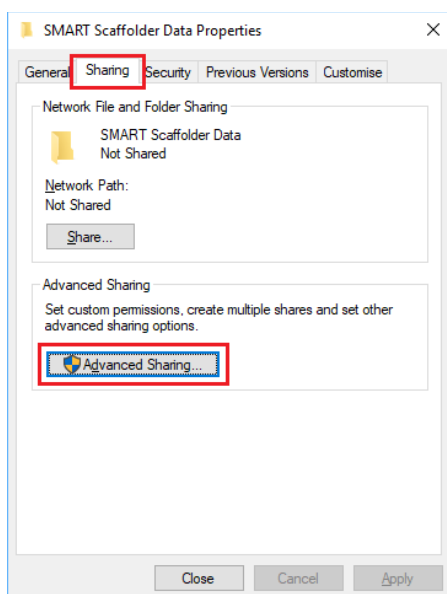 SMART Scaffolder Data Properties
General Sharing Security Previous Versions Customise
Network File and Folder Sharing
SMART Scaffolder Data
Not Shared
Network Path:
Not Shared
Share...
Advanced Sharing
Set custom permissions, create multiple shares and set other
advanced sharing options.
Advanced Sharing...
Close Cancel Apply